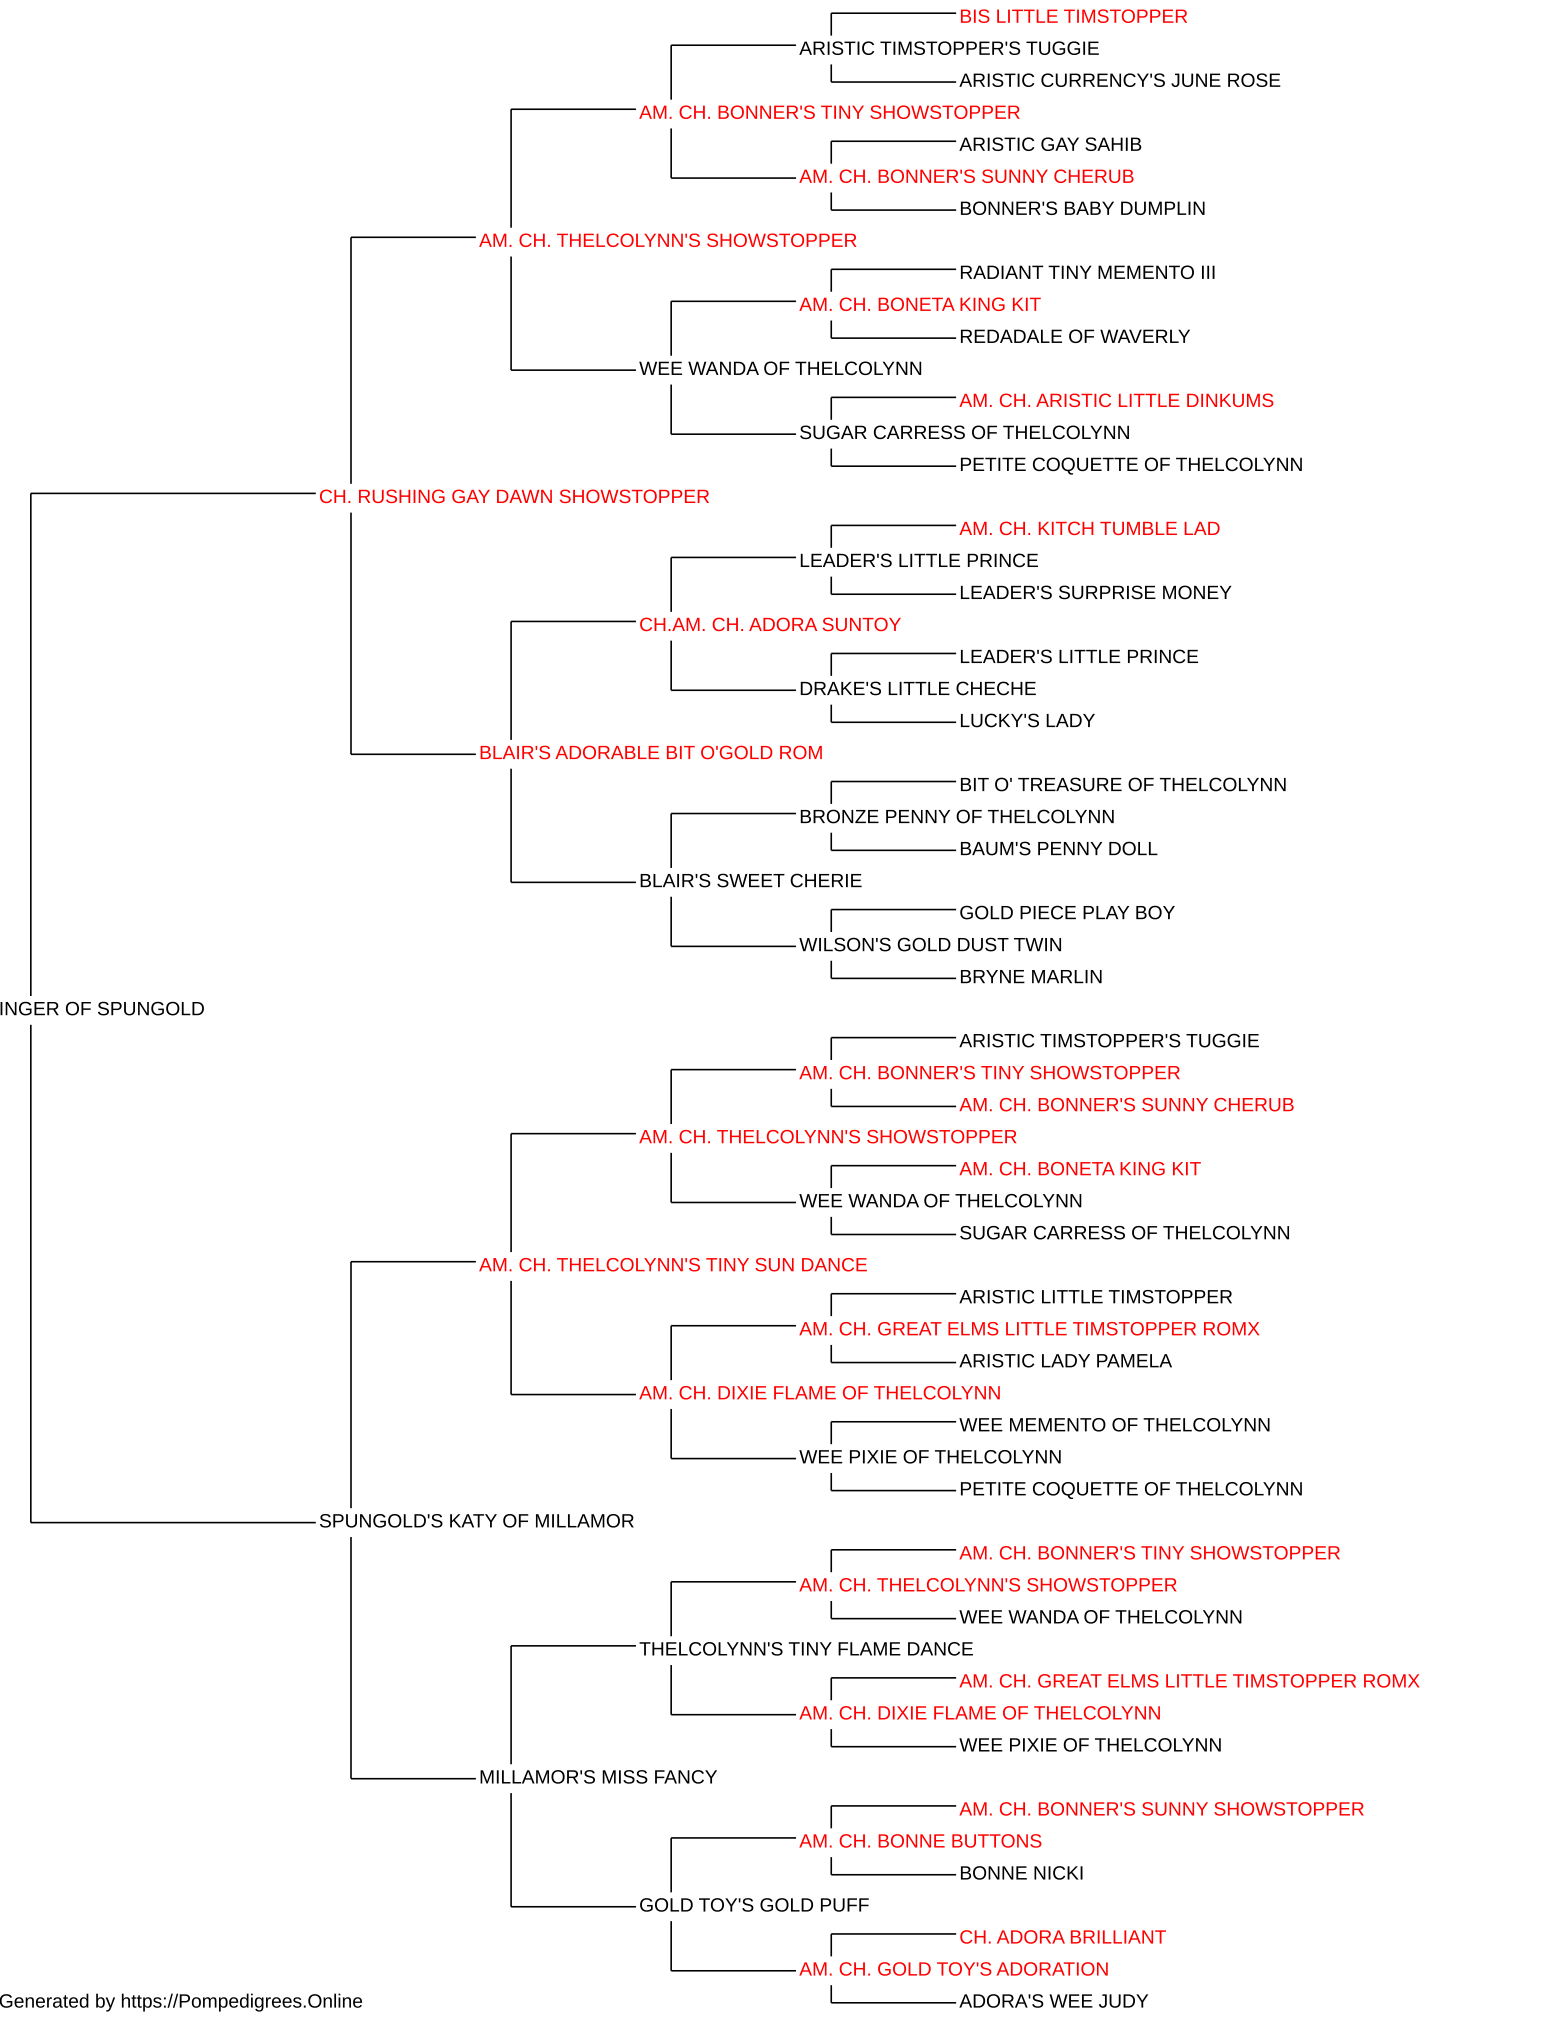 BIS LITTLE TIMSTOPPER
ARISTIC TIMSTOPPER'S TUGGIE
ARISTIC CURRENCY'S JUNE ROSE
AM. CH. BONNER'S TINY SHOWSTOPPER
ARISTIC GAY SAHIB
AM. CH. BONNER'S SUNNY CHERUB
BONNER'S BABY DUMPLIN
AM. CH. THELCOLYNN'S SHOWSTOPPER
RADIANT TINY MEMENTO III
AM. CH. BONETA KING KIT
REDADALE OF WAVERLY
WEE WANDA OF THELCOLYNN
AM. CH. ARISTIC LITTLE DINKUMS
SUGAR CARRESS OF THELCOLYNN
PETITE COQUETTE OF THELCOLYNN
CH. RUSHING GAY DAWN SHOWSTOPPER
AM. CH. KITCH TUMBLE LAD
LEADER'S LITTLE PRINCE
LEADER'S SURPRISE MONEY
CH.AM. CH. ADORA SUNTOY
LEADER'S LITTLE PRINCE
DRAKE'S LITTLE CHECHE
LUCKY'S LADY
BLAIR'S ADORABLE BIT O'GOLD ROM
BIT O' TREASURE OF THELCOLYNN
BRONZE PENNY OF THELCOLYNN
BAUM'S PENNY DOLL
BLAIR'S SWEET CHERIE
GOLD PIECE PLAY BOY
WILSON'S GOLD DUST TWIN
BRYNE MARLIN
INGER OF SPUNGOLD
ARISTIC TIMSTOPPER'S TUGGIE
AM. CH. BONNER'S TINY SHOWSTOPPER
AM. CH. BONNER'S SUNNY CHERUB
AM. CH. THELCOLYNN'S SHOWSTOPPER
AM. CH. BONETA KING KIT
WEE WANDA OF THELCOLYNN
SUGAR CARRESS OF THELCOLYNN
AM. CH. THELCOLYNN'S TINY SUN DANCE
ARISTIC LITTLE TIMSTOPPER
AM. CH. GREAT ELMS LITTLE TIMSTOPPER ROMX
ARISTIC LADY PAMELA
AM. CH. DIXIE FLAME OF THELCOLYNN
WEE MEMENTO OF THELCOLYNN
WEE PIXIE OF THELCOLYNN
PETITE COQUETTE OF THELCOLYNN
SPUNGOLD'S KATY OF MILLAMOR
AM. CH. BONNER'S TINY SHOWSTOPPER
AM. CH. THELCOLYNN'S SHOWSTOPPER
WEE WANDA OF THELCOLYNN
THELCOLYNN'S TINY FLAME DANCE
AM. CH. GREAT ELMS LITTLE TIMSTOPPER ROMX
AM. CH. DIXIE FLAME OF THELCOLYNN
WEE PIXIE OF THELCOLYNN
MILLAMOR'S MISS FANCY
AM. CH. BONNER'S SUNNY SHOWSTOPPER
AM. CH. BONNE BUTTONS
BONNE NICKI
GOLD TOY'S GOLD PUFF
CH. ADORA BRILLIANT
AM. CH. GOLD TOY'S ADORATION
ADORA'S WEE JUDY
Generated by https://Pompedigrees.Online